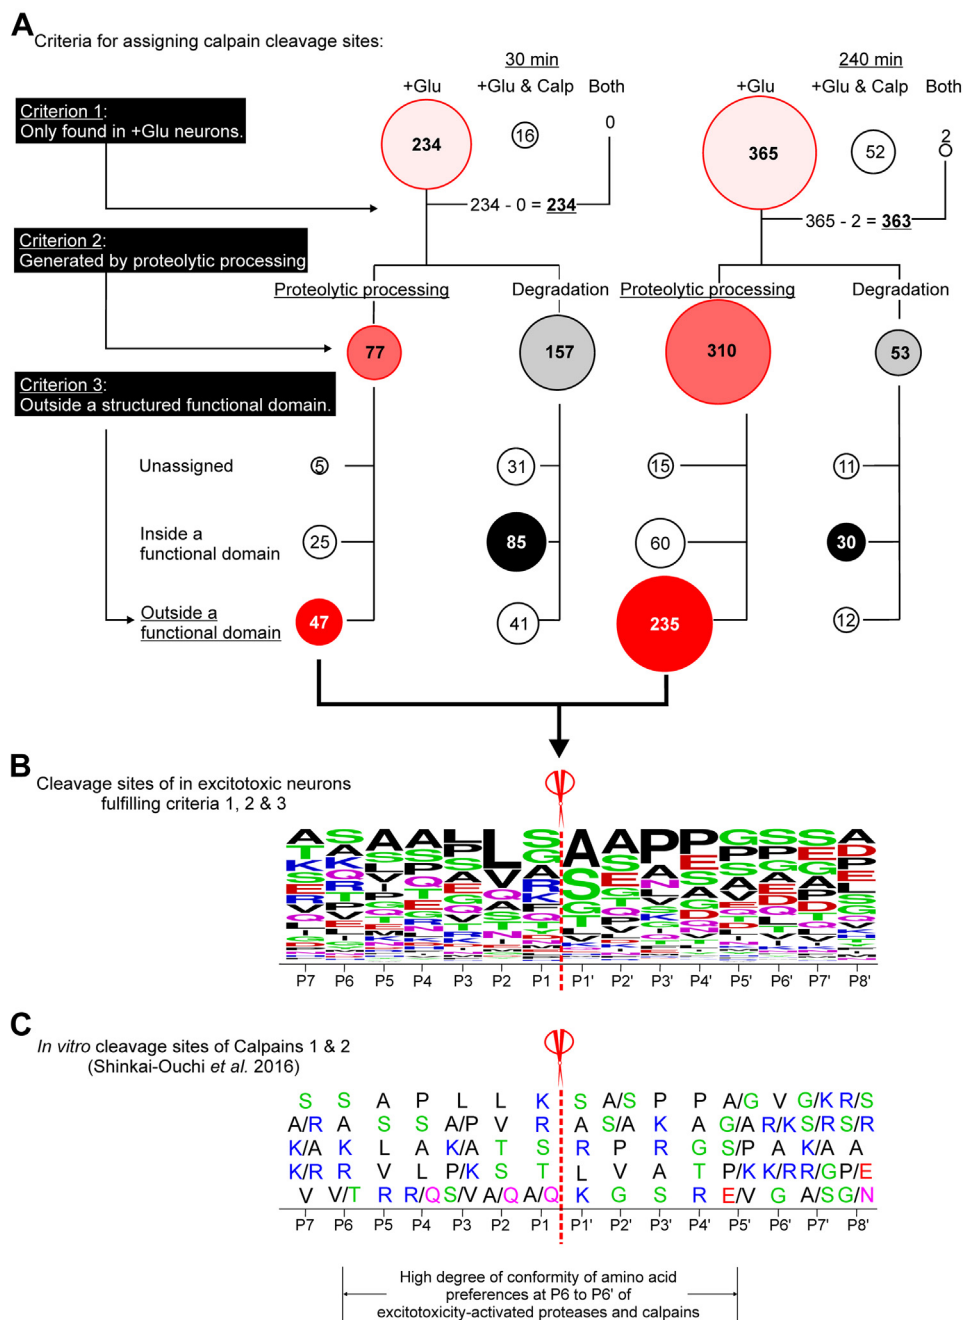 A
Criteria for assigning calpain cleavage sites:
30 min
240 min
+Glu +Glu & Calp Both
+Glu +Glu & Calp Both
Criterion 1:
Only found in +Glu neurons.
234
16
0
365
52
2
234 - 0 = 234
365 - 2 = 363
Criterion 2:
Generated by proteolytic processing
Proteolytic processing
Degradation
Proteolytic processing
Degradation
77
157
310
53
Criterion 3:
Outside a structured functional domain.
Unassigned
5
31
15
11
Inside a
functional domain
25
85
60
30
Outside a
functional domain
47
41
235
12
B
Cleavage sites of in excitotoxic neurons
fulfilling criteria 1, 2 & 3
A S A A L L S A A P P G S S A
P7 P6 P5 P4 P3 P2 P1 P1' P2' P3' P4' P5' P6' P7' P8'
C
In vitro cleavage sites of Calpains 1 & 2
(Shinkai-Ouchi et al. 2016)
S S A P L L K S A/S P P A/G V G/K R/S
A/R A S S A/P V R A S/A K A G/A R/K S/R S/R
K/A K L A K/A T S R P R G S/P A K/A A
K/R R V L P/K S T L V A T P/K K/R R/G P/E
V V/T R R/Q S/V A/Q A/Q K G S R E/V G A/S G/N
P7 P6 P5 P4 P3 P2 P1 P1' P2' P3' P4' P5' P6' P7' P8'
High degree of conformity of amino acid
preferences at P6 to P6' of
excitotoxicity-activated proteases and calpains